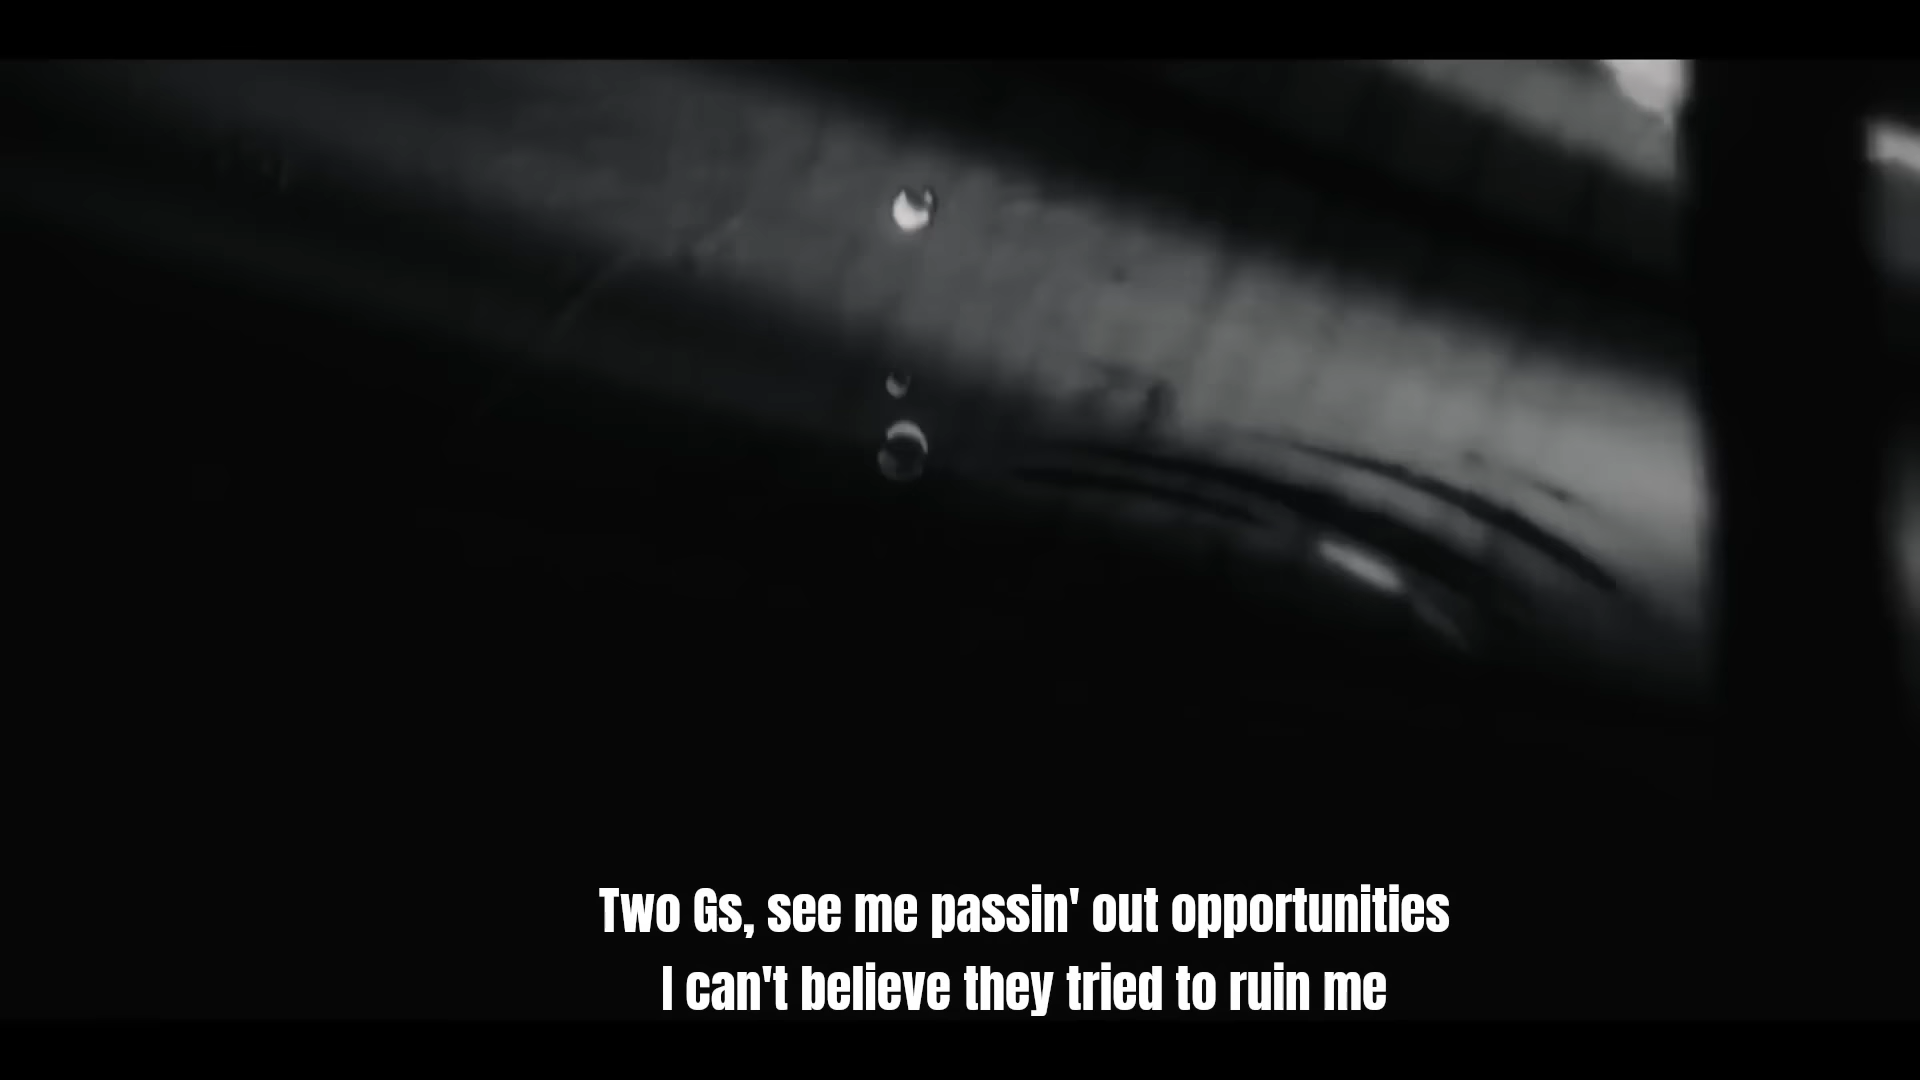 Two Gs, see me passin' out opportunities
I can't believe they tried to ruin me